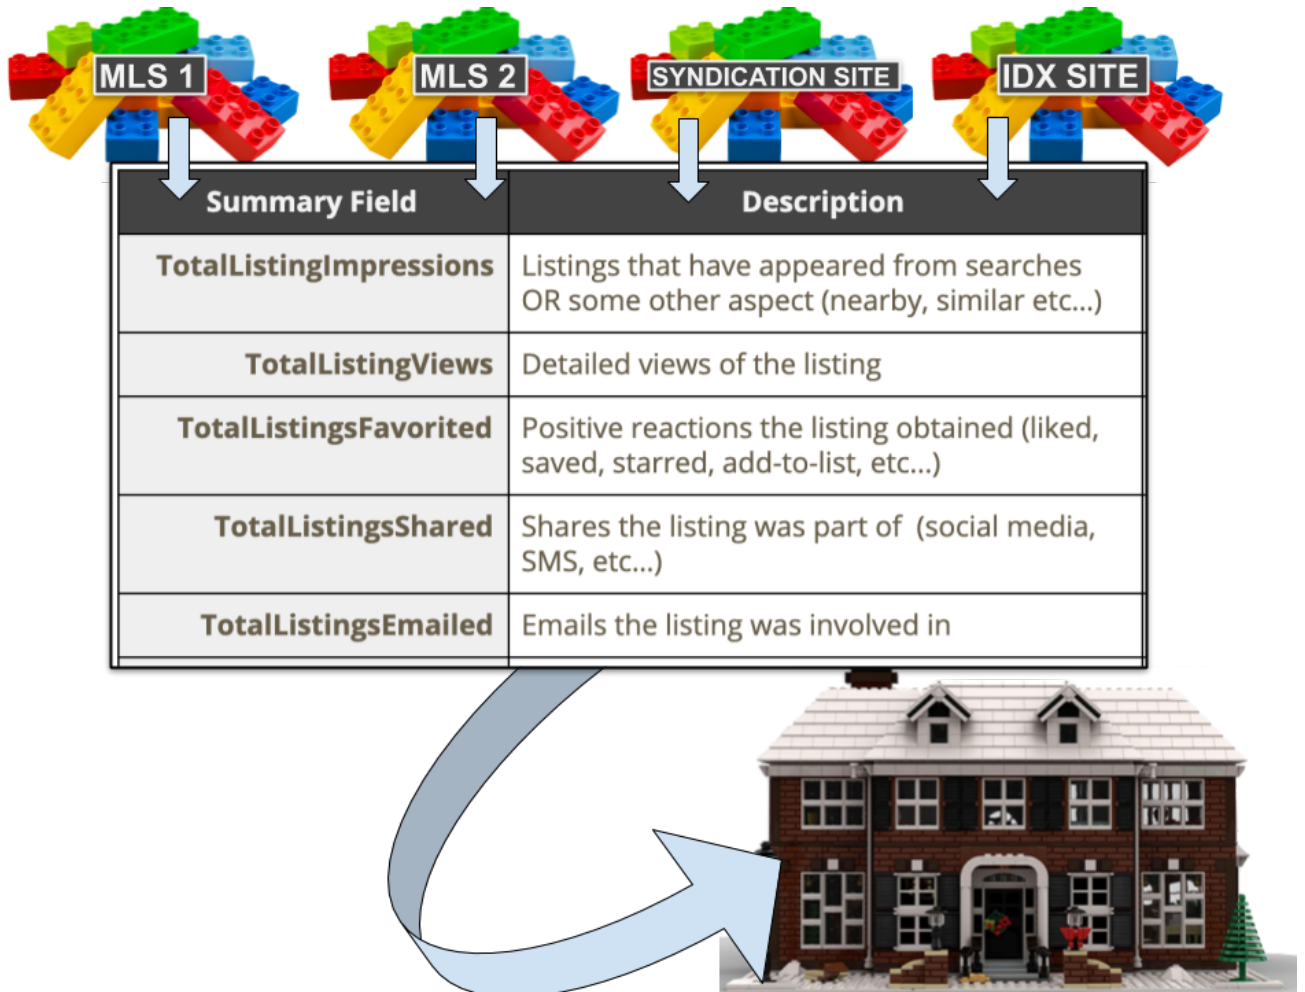 MLS 1
MLS 2
SYNDICATION SITE
IDX SITE
Summary Field
Description
TotalListingImpressions
Listings that have appeared from searches
OR some other aspect (nearby, similar etc...)
TotalListingViews
Detailed views of the listing
TotalListingsFavorited
Positive reactions the listing obtained (liked,
saved, starred, add-to-list, etc...)
TotalListingsShared
Shares the listing was part of  (social media,
SMS, etc...)
TotalListingsEmailed
Emails the listing was involved in